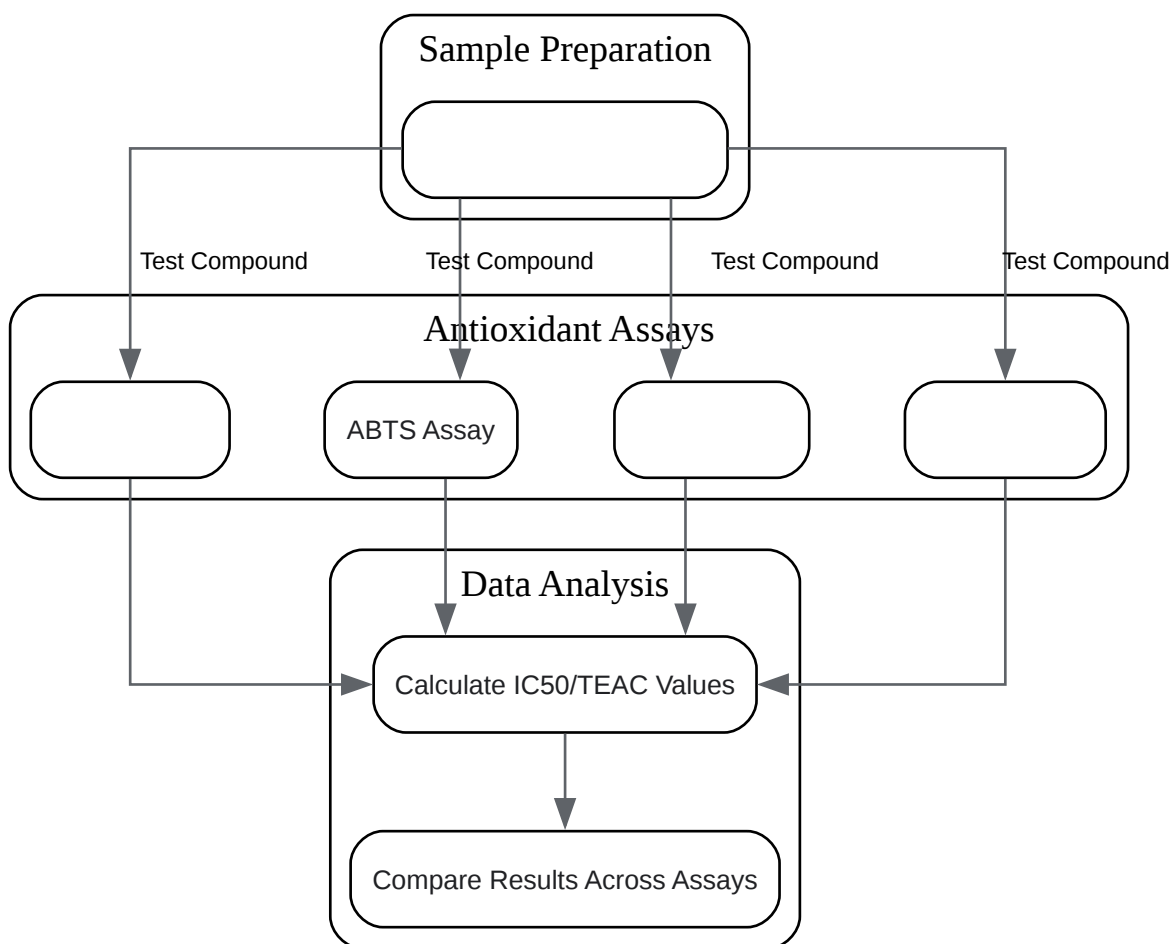 Sample Preparation
Test Compound
Test Compound
Test Compound
Test Compound
Antioxidant Assays
ABTS Assay
Data Analysis
Calculate IC50/TEAC Values
Compare Results Across Assays